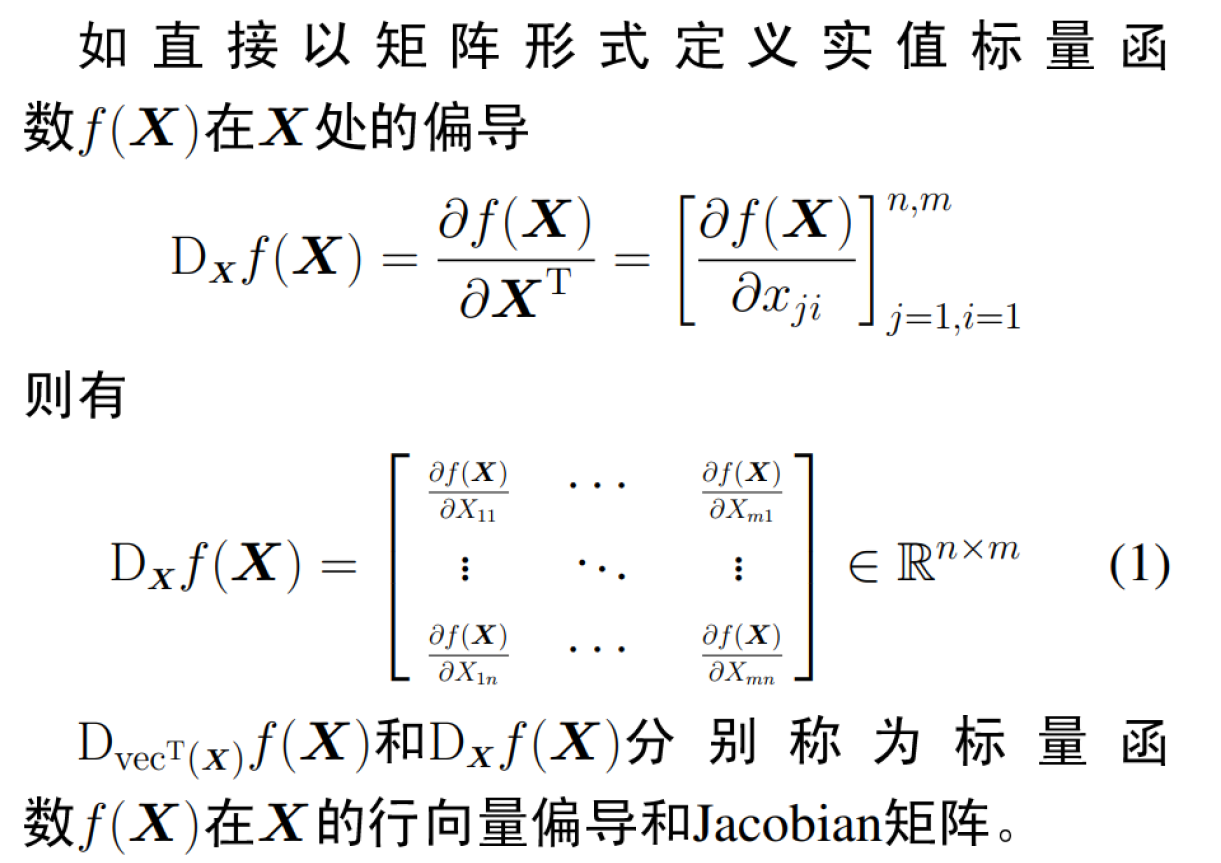 如直接以矩阵形式定义实值标量函
数$f(\boldsymbol{X})$在$\boldsymbol{X}$处的偏导
$\mathrm{D}_{\boldsymbol{X}}f(\boldsymbol{X})=\frac{\partial f(\boldsymbol{X})}{\partial \boldsymbol{X}^{\mathrm{T}}}=\left[\frac{\partial f(\boldsymbol{X})}{\partial x_{ji}}\right]_{j=1,i=1}^{n,m}$
则有
$\mathrm{D}_{\boldsymbol{X}}f(\boldsymbol{X})=\begin{bmatrix}\frac{\partial f(\boldsymbol{X})}{\partial X_{11}} & \cdots & \frac{\partial f(\boldsymbol{X})}{\partial X_{m1}}\\ \vdots & \ddots & \vdots\\ \frac{\partial f(\boldsymbol{X})}{\partial X_{1n}} & \cdots & \frac{\partial f(\boldsymbol{X})}{\partial X_{mn}}\end{bmatrix}\in\mathbb{R}^{n\times m}$ (1)
$\mathrm{D}_{\mathrm{vec}^{\mathrm{T}}(\boldsymbol{X})}f(\boldsymbol{X})$和$\mathrm{D}_{\boldsymbol{X}}f(\boldsymbol{X})$分别称为标量函
数$f(\boldsymbol{X})$在$\boldsymbol{X}$的行向量偏导和Jacobian矩阵。